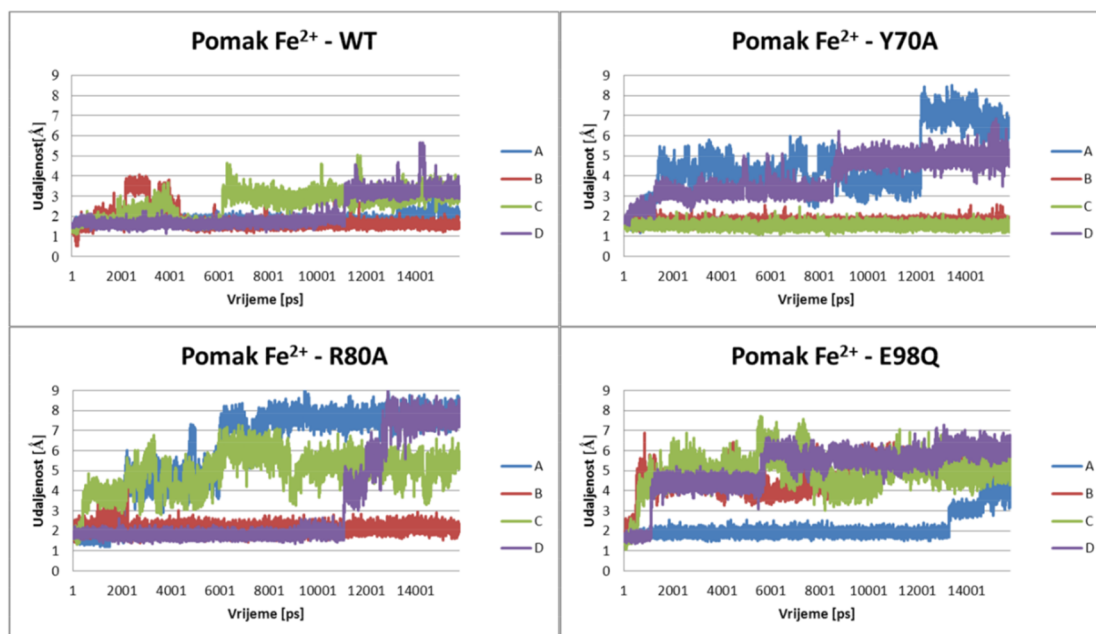 Pomak Fe²⁺ - WT
Udaljenost[Å]
9
8
7
6
5
4
3
2
1
0
1 2001 4001 6001 8001 10001 12001 14001
Vrijeme [ps]
A
B
C
D
Pomak Fe²⁺ - Y70A
Udaljenot [Å]
9
8
7
6
5
4
3
2
1
0
1 2001 4001 6001 8001 10001 12001 14001
Vrijeme [ps]
A
B
C
D
Pomak Fe²⁺ - R80A
Udaljenost [Å]
9
8
7
6
5
4
3
2
1
0
1 2001 4001 6001 8001 10001 12001 14001
Vrijeme [ps]
A
B
C
D
Pomak Fe²⁺ - E98Q
Udaljenost [Å]
9
8
7
6
5
4
3
2
1
0
1 2001 4001 6001 8001 10001 12001 14001
Vrijeme [ps]
A
B
C
D